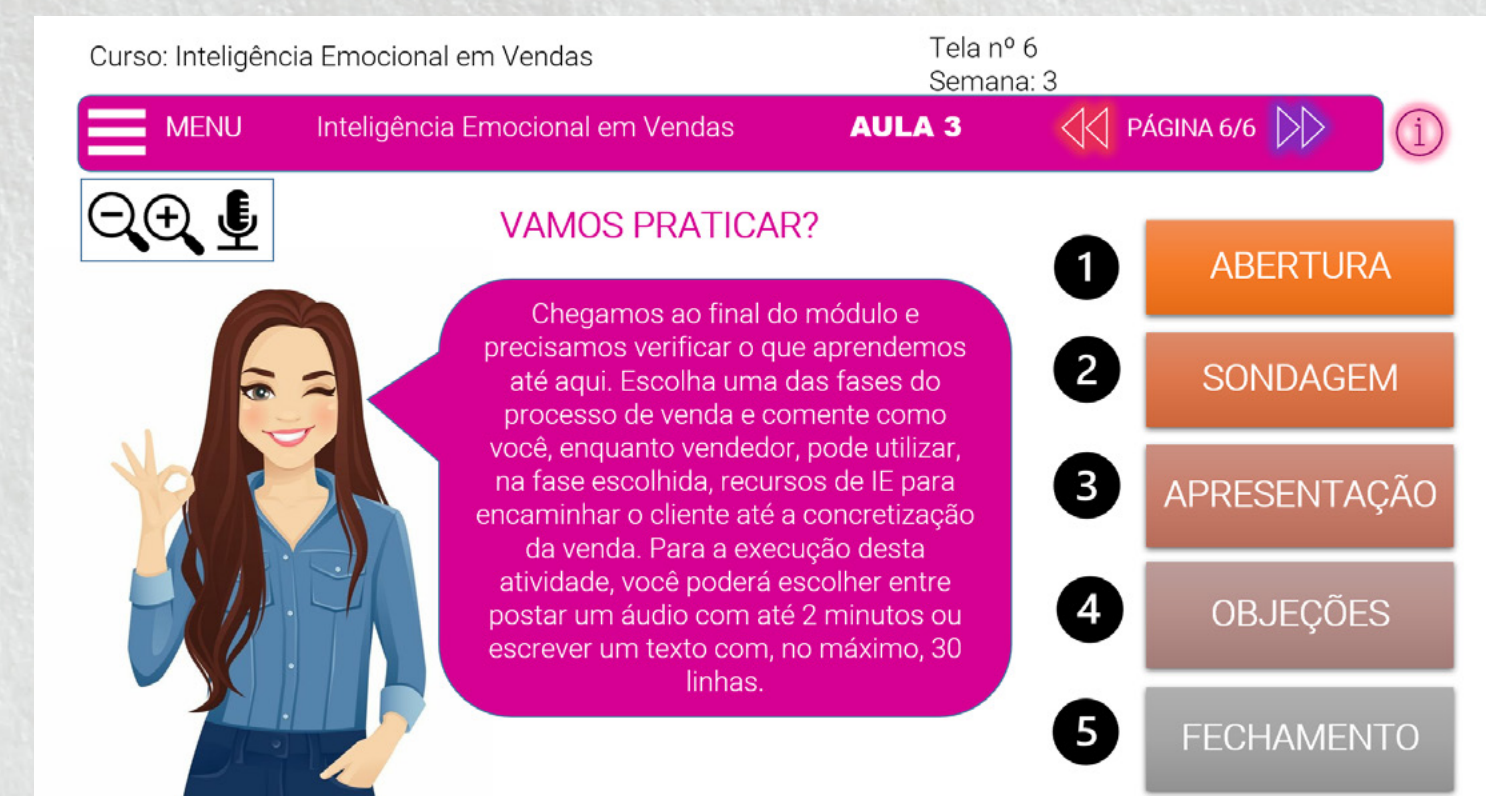 Curso: Inteligência Emocional em Vendas
Tela nº 6
Semana: 3
MENU
Inteligência Emocional em Vendas
AULA 3
PÁGINA 6/6
i
VAMOS PRATICAR?
Chegamos ao final do módulo e
precisamos verificar o que aprendemos
até aqui. Escolha uma das fases do
processo de venda e comente como
você, enquanto vendedor, pode utilizar,
na fase escolhida, recursos de IE para
encaminhar o cliente até a concretização
da venda. Para a execução desta
atividade, você poderá escolher entre
postar um áudio com até 2 minutos ou
escrever um texto com, no máximo, 30
linhas.
1 ABERTURA
2 SONDAGEM
3 APRESENTAÇÃO
4 OBJEÇÕES
5 FECHAMENTO